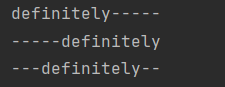 definitely-----
-----definitely
---definitely--